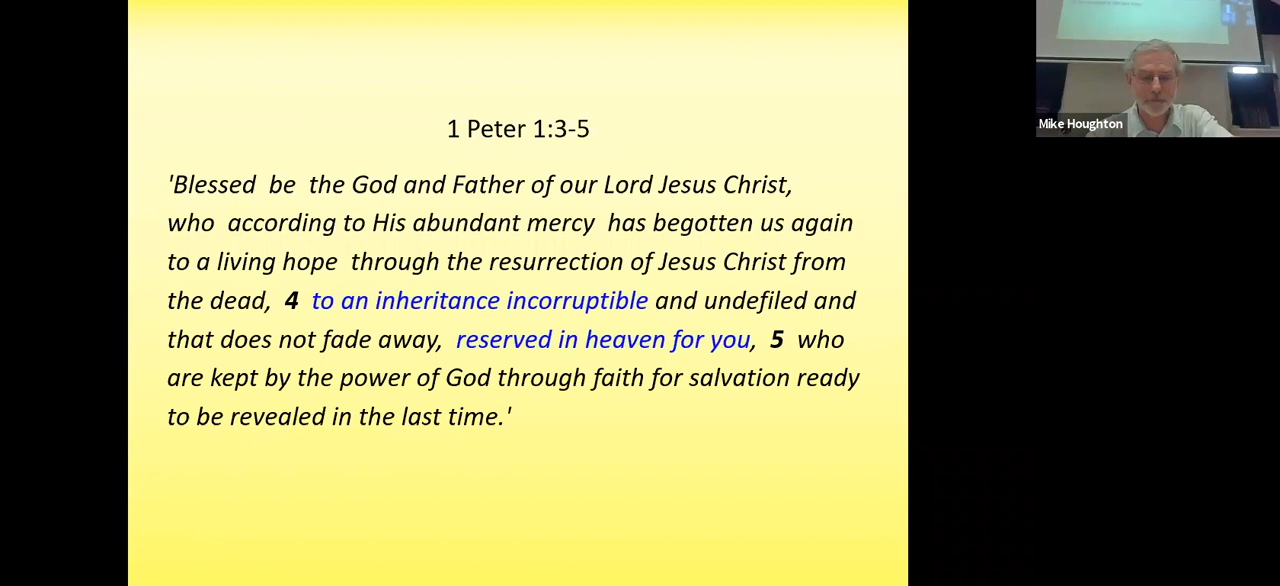 1 Peter 1:3-5
'Blessed be the God and Father of our Lord Jesus Christ,
who according to His abundant mercy has begotten us again
to a living hope through the resurrection of Jesus Christ from
the dead, 4 to an inheritance incorruptible and undefiled and
that does not fade away, reserved in heaven for you, 5 who
are kept by the power of God through faith for salvation ready
to be revealed in the last time.'
Mike Houghton